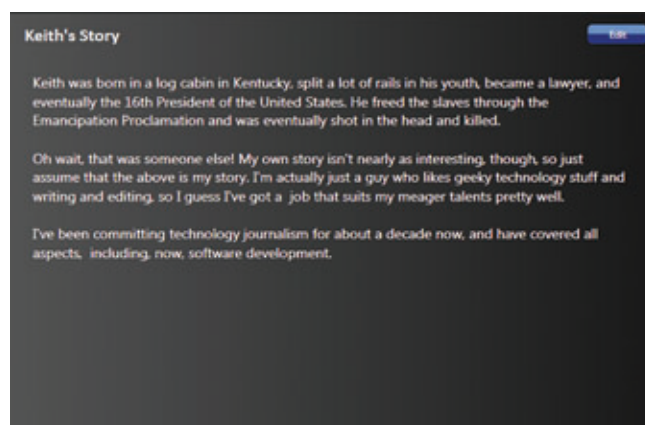 Keith's Story
Edit
Keith was born in a log cabin in Kentucky, split a lot of rails in his youth, became a lawyer, and
eventually the 16th President of the United States. He freed the slaves through the
Emancipation Proclamation and was eventually shot in the head and killed.
Oh wait, that was someone else! My own story isn't nearly as interesting, though, so just
assume that the above is my story. I'm actually just a guy who likes geeky technology stuff and
writing and editing, so I guess I've got a job that suits my meager talents pretty well.
I've been committing technology journalism for about a decade now, and have covered all
aspects, including, now, software development.